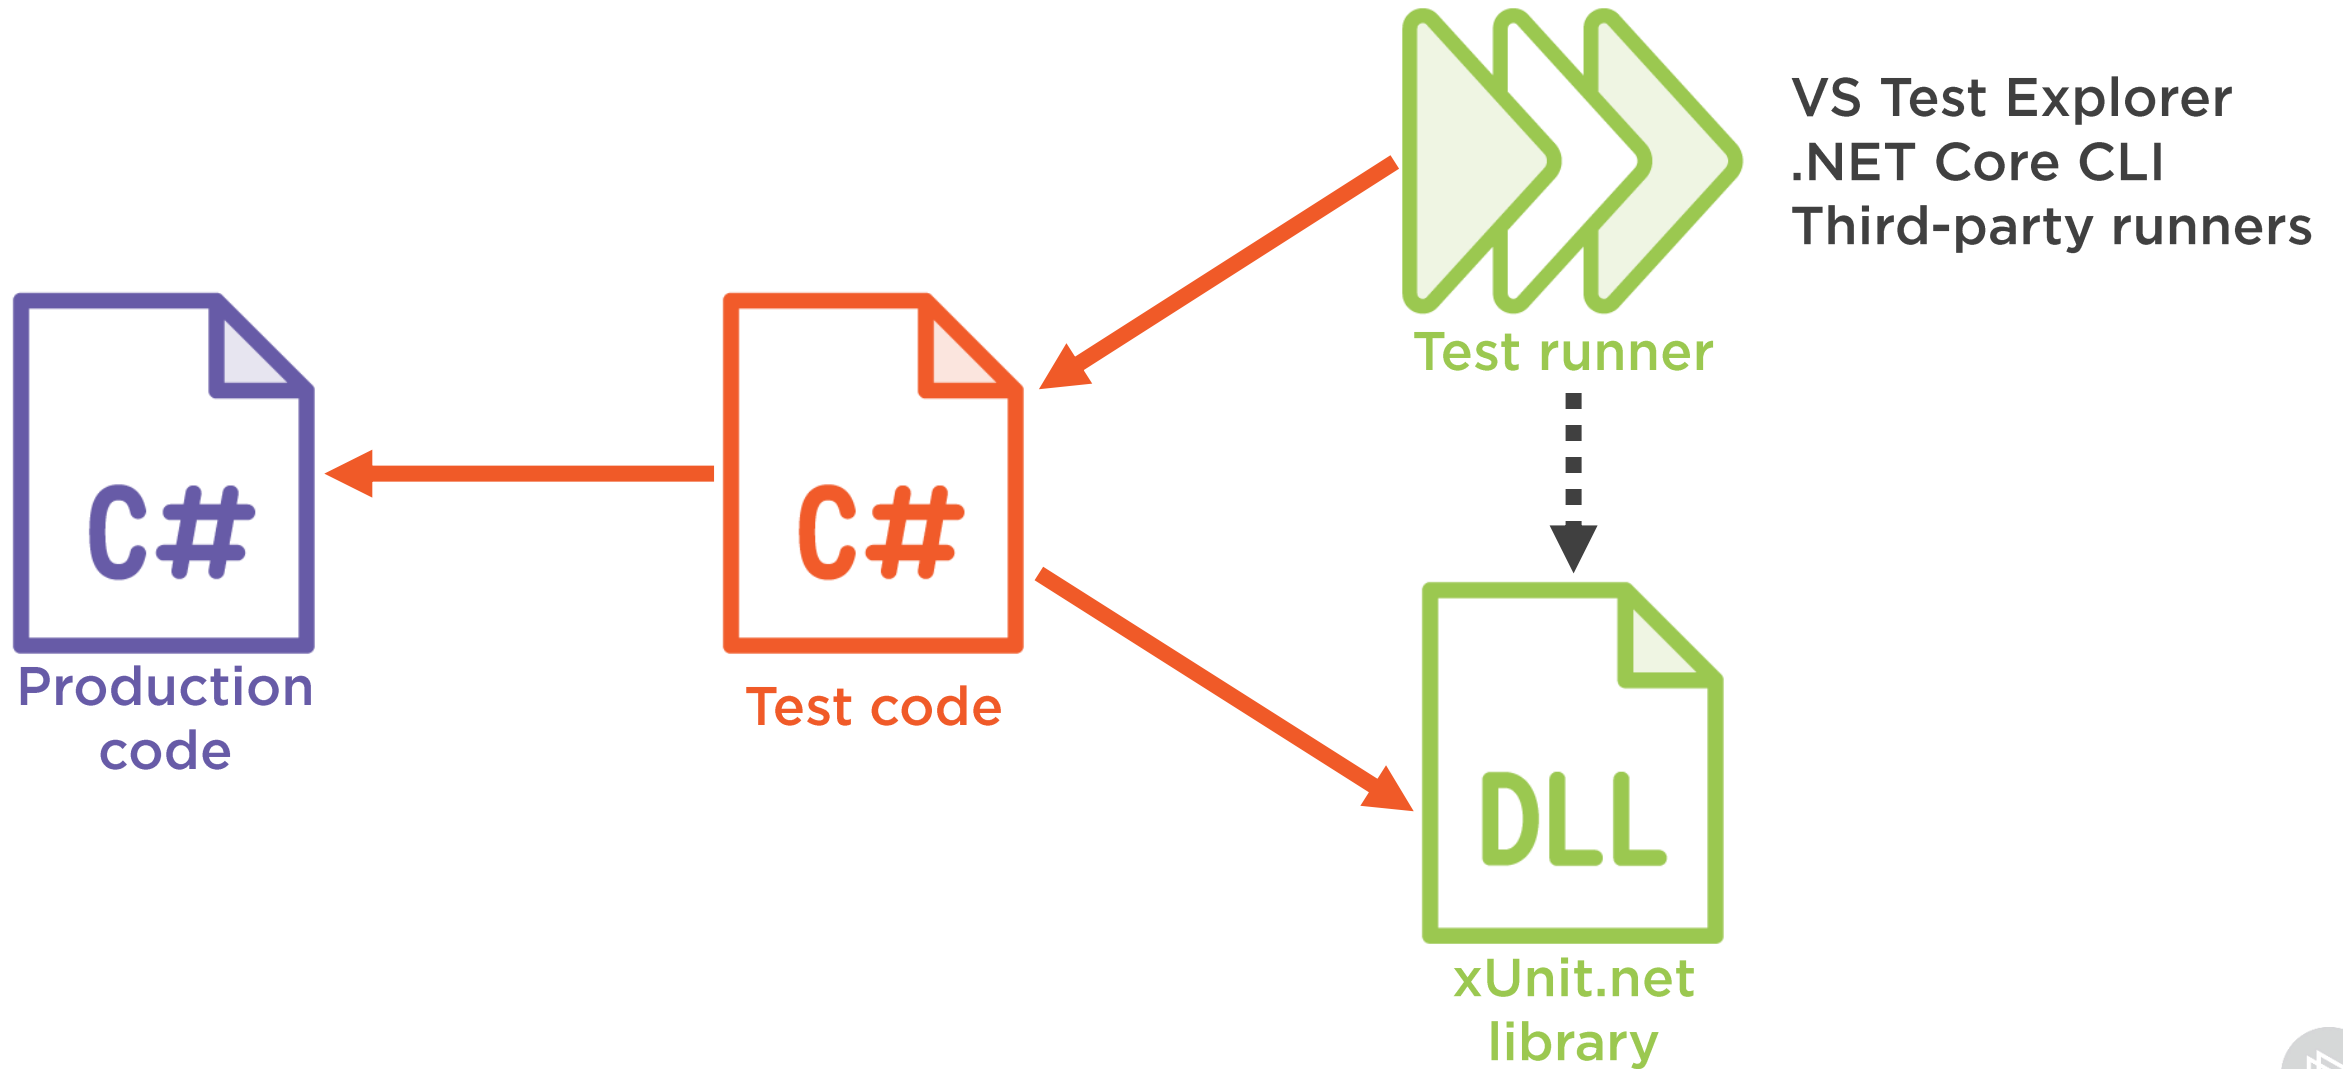 VS Test Explorer
.NET Core CLI
Third-party runners
Test runner
C#
Production
code
C#
Test code
DLL
xUnit.net
library